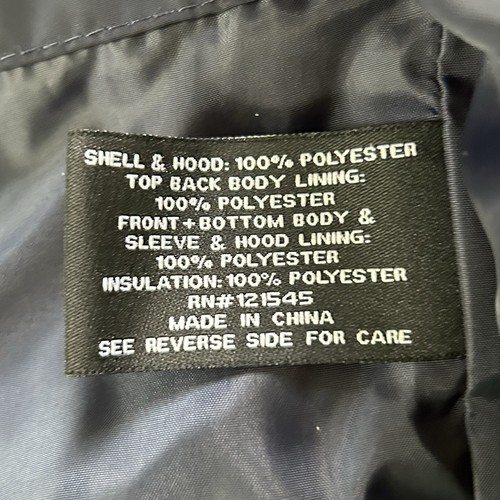 SHELL & HOOD: 100% POLYESTER
TOP BACK BODY LINING:
100% POLYESTER
FRONT+BOTTOM BODY &
SLEEVE & HOOD LINING:
100% POLYESTER
INSULATION: 100% POLYESTER
RN#121545
MADE IN CHINA
SEE REVERSE SIDE FOR CARE